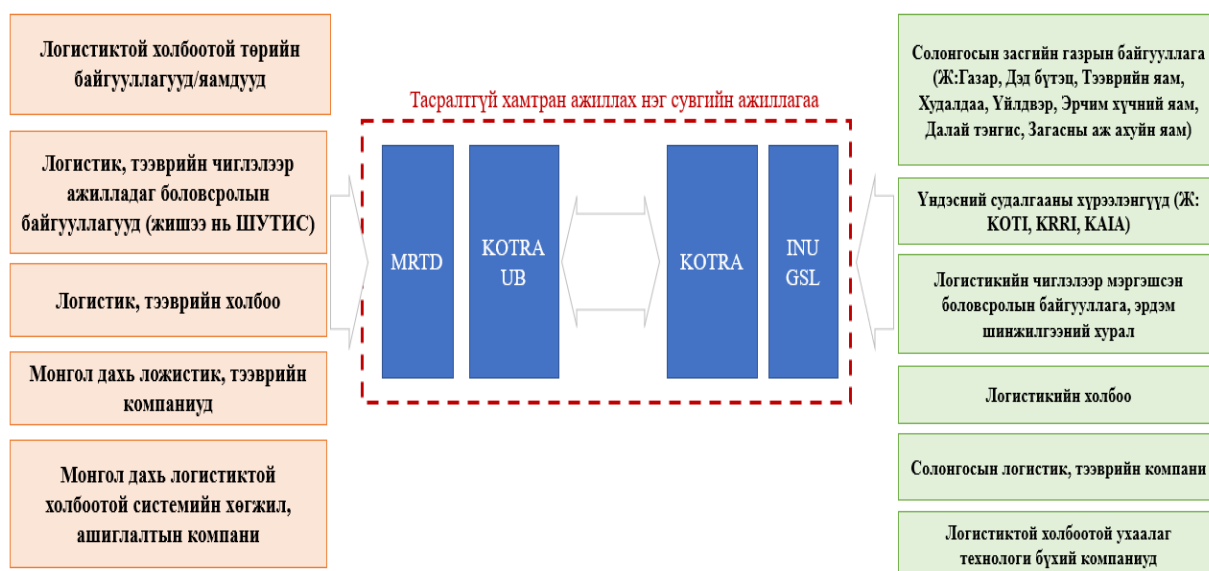 Логистиктой холбоотой төрийн
байгууллагууд/яамдууд
Логистик, тээврийн чиглэлээр
ажилладаг боловсролын
байгууллагууд (жишээ нь ШУТИС)
Логистик, тээврийн холбоо
Монгол дахь ложистик, тээврийн
компаниуд
Монгол дахь логистиктой
холбоотой системийн хөгжил,
ашиглалтын компани
Тасралтгүй хамтран ажиллах нэг сувгийн ажиллагаа
MRTD
KOTRA
UB
KOTRA
INU
GSL
Солонгосын засгийн газрын байгууллага
(Ж:Газар, Дэд бүтэц, Тээврийн яам,
Худалдаа, Үйлдвэр, Эрчим хүчний яам,
Далай тэнгис, Загасны аж ахуйн яам)
Үндэсний судалгааны хүрээлэнгүүд (Ж:
KOTI, KRRI, KAIA)
Логистикийн чиглэлээр мэргэшсэн
боловсролын байгууллага, эрдэм
шинжилгээний хурал
Логистикийн холбоо
Солонгосын логистик, тээврийн компани
Логистиктой холбоотой ухаалаг
технологи бүхий компаниуд